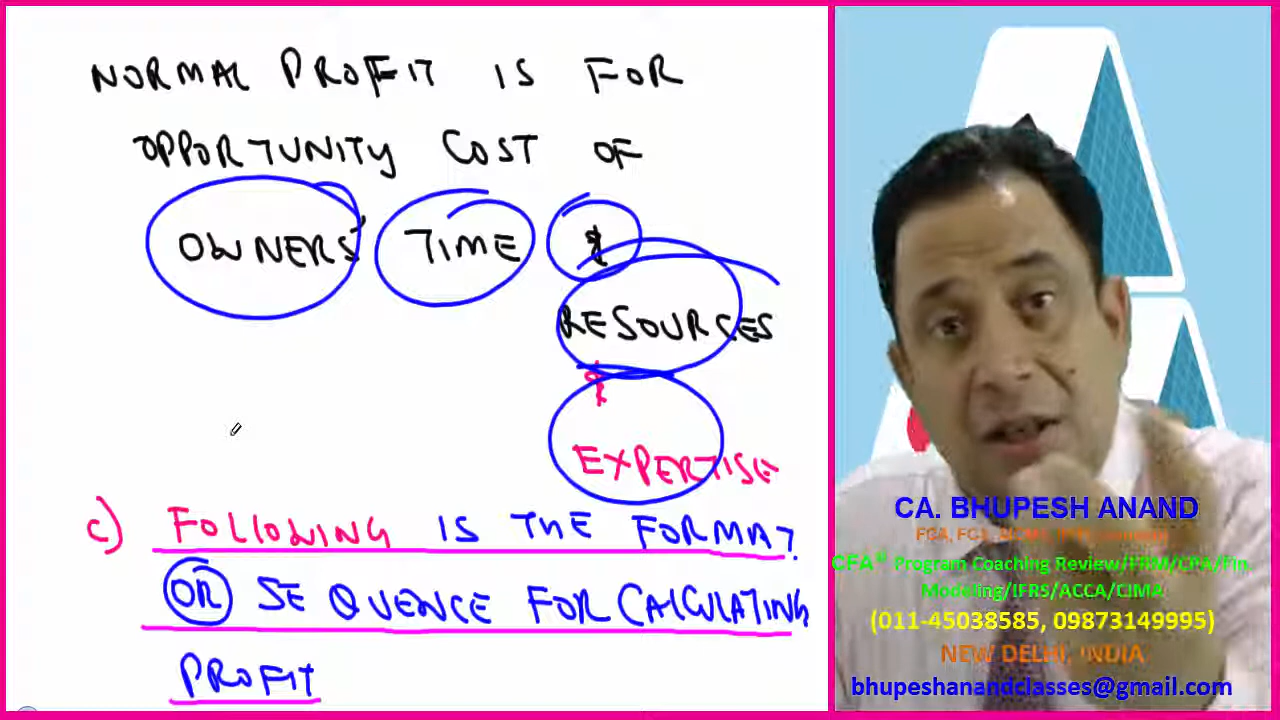 NORMAL PROFIT IS FOR
OPPORTUNITY COST OF
OWNERS' TIME &
RESOURCES
&
EXPERTISE
c) FOLLOWING IS THE FORMAT
OR SEQUENCE FOR CALCULATING
PROFIT
CA. BHUPESH ANAND
CFA® Program Coaching Review/FRM/CPA/Fin
Modeling/IFRS/ACCA/CIMA
(011-45038585, 09873149995)
NEW DELHI, INDIA
bhupeshanandclasses@gmail.com